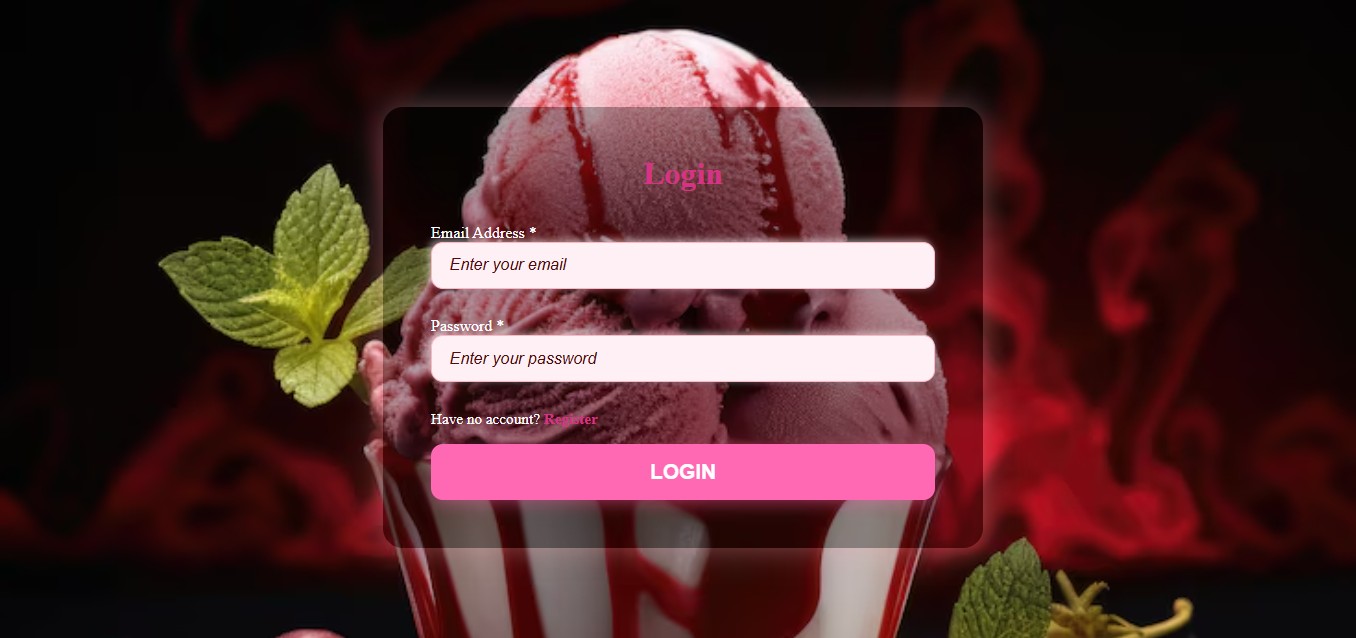 Login
Email Address *
Enter your email
Password *
Enter your password
Have no account? Register
LOGIN